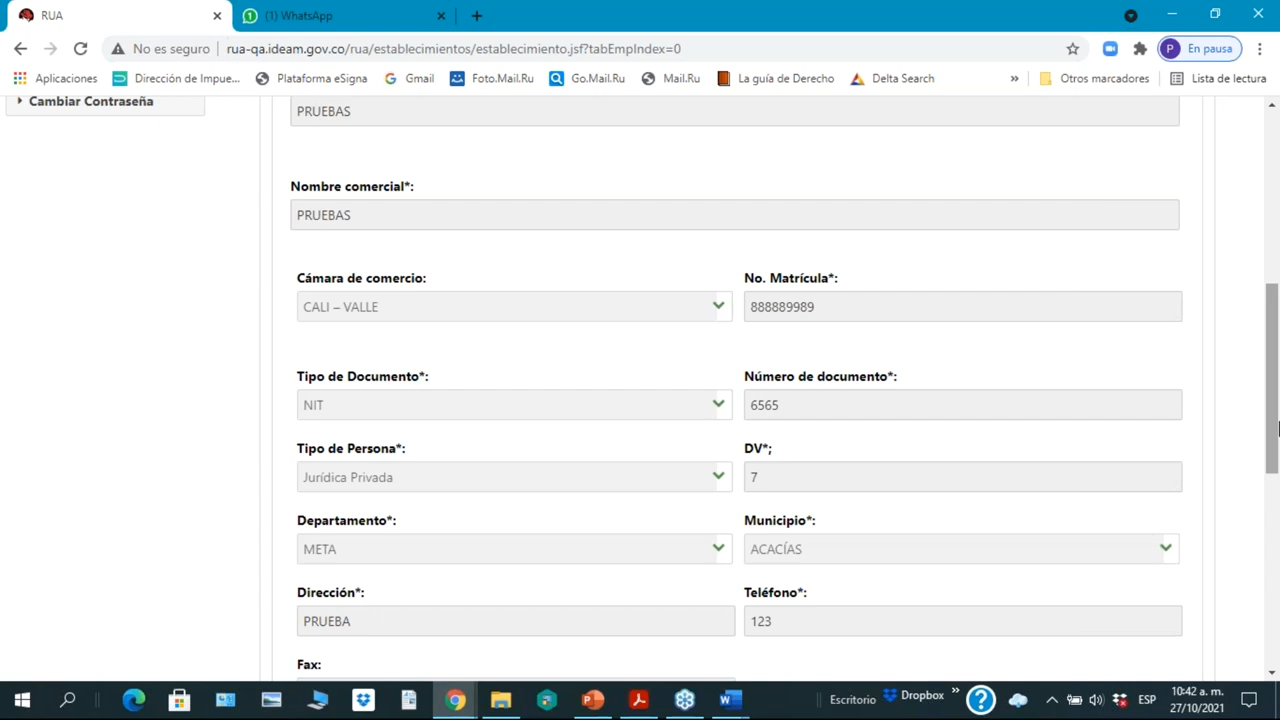 RUA
(1) WhatsApp
No es seguro
rua-qa.ideam.gov.co/rua/establecimientos/establecimiento.jsf?tabEmpIndex=0
P
En pausa
Aplicaciones
Dirección de Impue...
Plataforma eSigna
Gmail
Foto.Mail.Ru
Go.Mail.Ru
Mail.Ru
La guía de Derecho
Delta Search
»
Otros marcadores
Lista de lectura
Cambiar Contraseña
PRUEBAS
Nombre comercial*:
PRUEBAS
Cámara de comercio:
No. Matrícula*:
CALI – VALLE
888889989
Tipo de Documento*:
Número de documento*:
NIT
6565
Tipo de Persona*:
DV*;
Jurídica Privada
7
Departamento*:
Municipio*:
META
ACACÍAS
Dirección*:
Teléfono*:
PRUEBA
123
Fax:
Escritorio
Dropbox
»
ESP
10:42 a. m.
27/10/2021